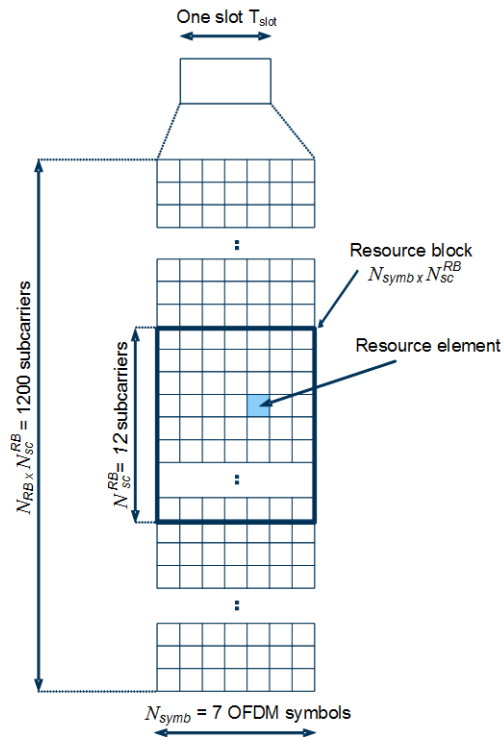 One slot T_slot
Resource block
N_symb x N_sc^RB
Resource element
N_RB x N_sc^RB = 1200 subcarriers
N_sc^RB = 12 subcarriers
N_symb = 7 OFDM symbols